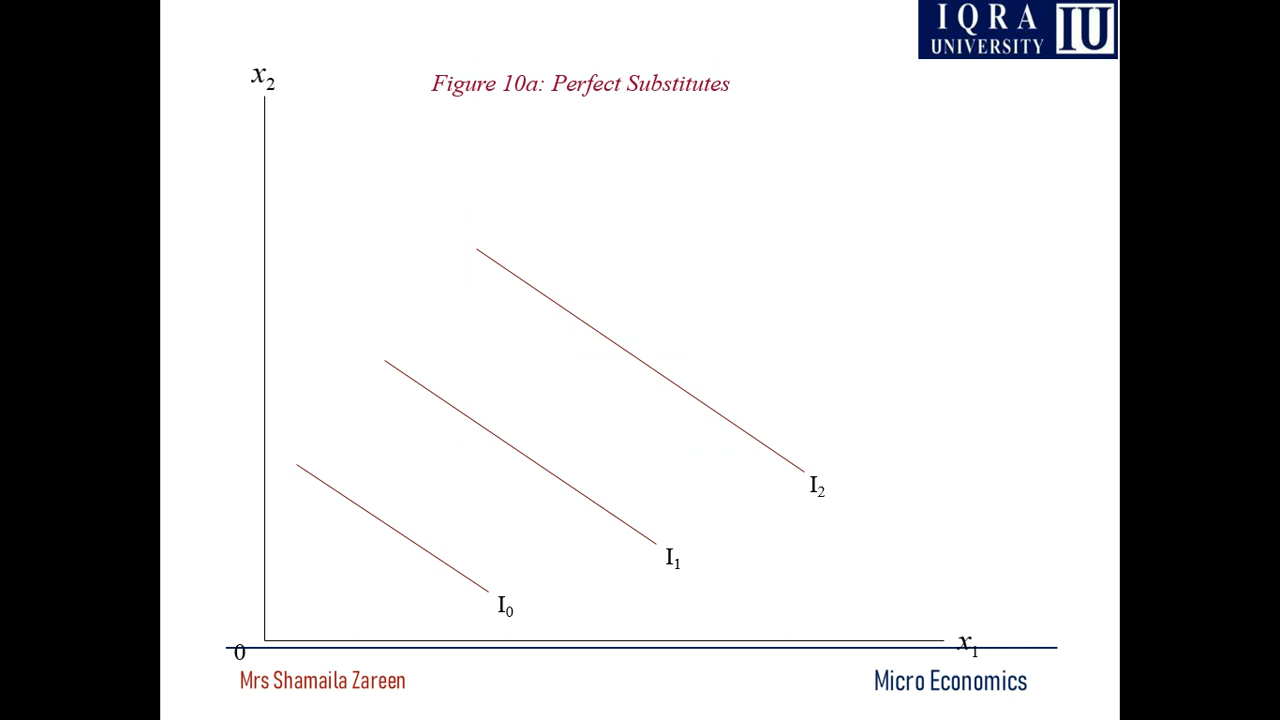 IQRA
UNIVERSITY IU
x₂
Figure 10a: Perfect Substitutes
I₂
I₁
I₀
x₁
0
Mrs Shamaila Zareen
Micro Economics